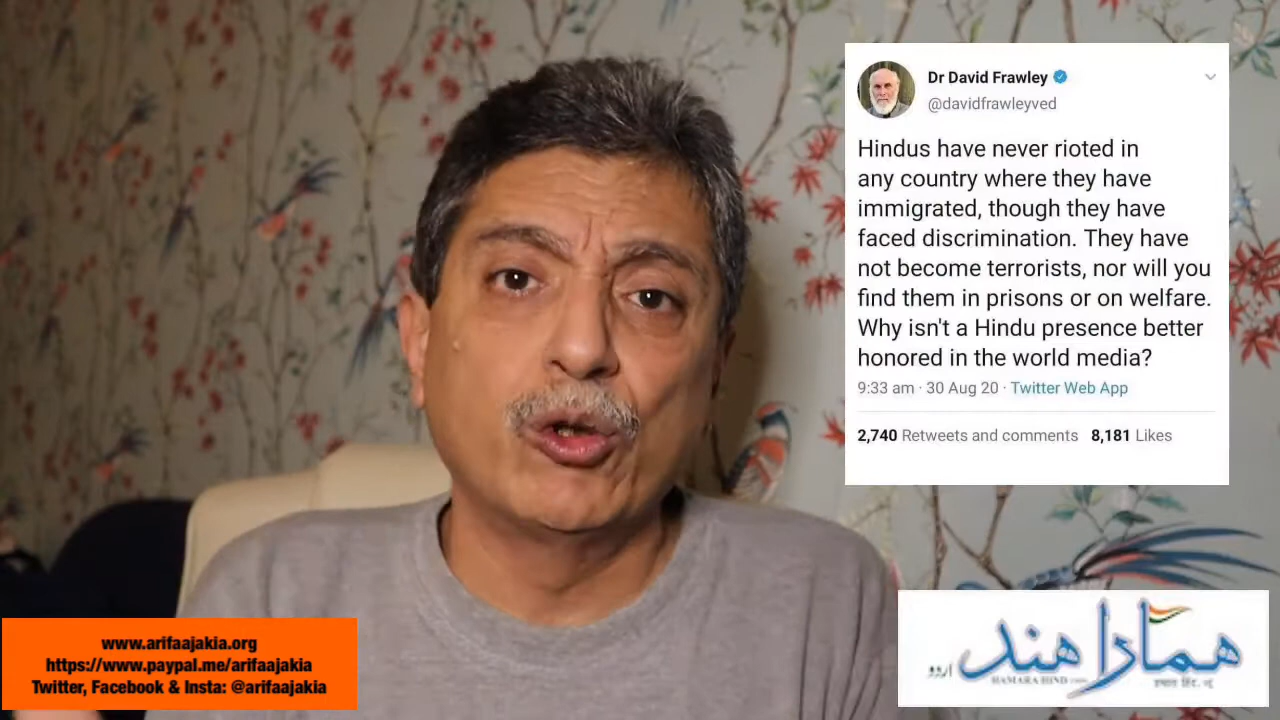 Dr David Frawley
@davidfrawleyved
Hindus have never rioted in
any country where they have
immigrated, though they have
faced discrimination. They have
not become terrorists, nor will you
find them in prisons or on welfare.
Why isn't a Hindu presence better
honored in the world media?
9:33 am · 30 Aug 20 · Twitter Web App
2,740 Retweets and comments 8,181 Likes
www.arifaajakia.org
https://www.paypal.me/arifaajakia
Twitter, Facebook & Insta: @arifaajakia
ہمارا ہند
اردو
HAMARA HIND